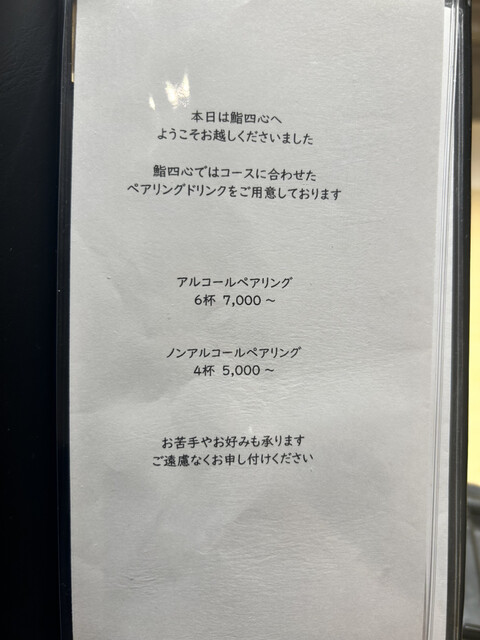 本日は鮨四心へ
ようこそお越しくださいました
鮨四心ではコースに合わせた
ペアリングドリンクをご用意しております
アルコールペアリング
6杯 7,000～
ノンアルコールペアリング
4杯 5,000～
お苦手やお好みも承ります
ご遠慮なくお申し付けください